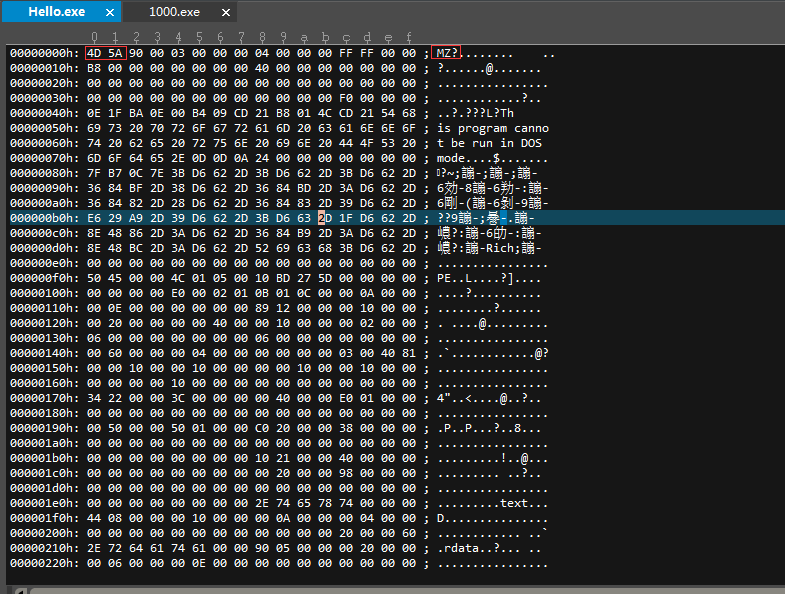 Hello.exe × 1000.exe ×
0 1 2 3 4 5 6 7 8 9 a b c d e f
00000000h: 4D 5A 90 00 03 00 00 00 04 00 00 00 FF FF 00 00 ; MZ?......... ..
00000010h: B8 00 00 00 00 00 00 00 40 00 00 00 00 00 00 00 ; ?......@.......
00000020h: 00 00 00 00 00 00 00 00 00 00 00 00 00 00 00 00 ; ................
00000030h: 00 00 00 00 00 00 00 00 00 00 00 00 F0 00 00 00 ; ............?..
00000040h: 0E 1F BA 0E 00 B4 09 CD 21 B8 01 4C CD 21 54 68 ; ..?.???L?Th
00000050h: 69 73 20 70 72 6F 67 72 61 6D 20 63 61 6E 6E 6F ; is program canno
00000060h: 74 20 62 65 20 72 75 6E 20 69 6E 20 44 4F 53 20 ; t be run in DOS
00000070h: 6D 6F 64 65 2E 0D 0D 0A 24 00 00 00 00 00 00 00 ; mode....$.......
00000080h: 7F B7 0C 7E 3B D6 62 2D 3B D6 62 2D 3B D6 62 2D ;
00000090h: 36 84 BF 2D 38 D6 62 2D 36 84 BD 2D 3A D6 62 2D ;
000000a0h: 36 84 82 2D 28 D6 62 2D 36 84 83 2D 39 D6 62 2D ;
000000b0h: E6 29 A9 2D 39 D6 62 2D 3B D6 63 2D 1F D6 62 2D ;
000000c0h: 8E 48 86 2D 3A D6 62 2D 36 84 B9 2D 3A D6 62 2D ;
000000d0h: 8E 48 BC 2D 3A D6 62 2D 52 69 63 68 3B D6 62 2D ;
000000e0h: 00 00 00 00 00 00 00 00 00 00 00 00 00 00 00 00 ; ................
000000f0h: 50 45 00 00 4C 01 05 00 10 BD 27 5D 00 00 00 00 ; PE..L....?]....
00000100h: 00 00 00 00 E0 00 02 01 0B 01 0C 00 00 0A 00 00 ; ....?..........
00000110h: 00 0E 00 00 00 00 00 00 89 12 00 00 00 10 00 00 ; ........?......
00000120h: 00 20 00 00 00 00 40 00 00 10 00 00 00 02 00 00 ; . ....@.........
00000130h: 06 00 00 00 00 00 00 00 06 00 00 00 00 00 00 00 ; ................
00000140h: 00 60 00 00 00 04 00 00 00 00 00 00 03 00 40 81 ; .`............@?
00000150h: 00 00 10 00 00 10 00 00 00 00 10 00 00 10 00 00 ; ................
00000160h: 00 00 00 00 10 00 00 00 00 00 00 00 00 00 00 00 ; ................
00000170h: 34 22 00 00 3C 00 00 00 00 40 00 00 E0 01 00 00 ; 4"..<....@..?..
00000180h: 00 00 00 00 00 00 00 00 00 00 00 00 00 00 00 00 ; ................
00000190h: 00 50 00 00 50 01 00 00 C0 20 00 00 38 00 00 00 ; .P..P...?..8...
000001a0h: 00 00 00 00 00 00 00 00 00 00 00 00 00 00 00 00 ; ................
000001b0h: 00 00 00 00 00 00 00 00 10 21 00 00 40 00 00 00 ; .........!..@...
000001c0h: 00 00 00 00 00 00 00 00 00 20 00 00 98 00 00 00 ; ......... ..?..
000001d0h: 00 00 00 00 00 00 00 00 00 00 00 00 00 00 00 00 ; ................
000001e0h: 00 00 00 00 00 00 00 00 2E 74 65 78 74 00 00 00 ; .........text...
000001f0h: 44 08 00 00 00 10 00 00 00 0A 00 00 00 04 00 00 ; D...............
00000200h: 00 00 00 00 00 00 00 00 00 00 00 00 20 00 00 60 ; ............ ..`
00000210h: 2E 72 64 61 74 61 00 00 90 05 00 00 00 20 00 00 ; .rdata..?... ..
00000220h: 00 06 00 00 00 0E 00 00 00 00 00 00 00 00 00 00 ; ................